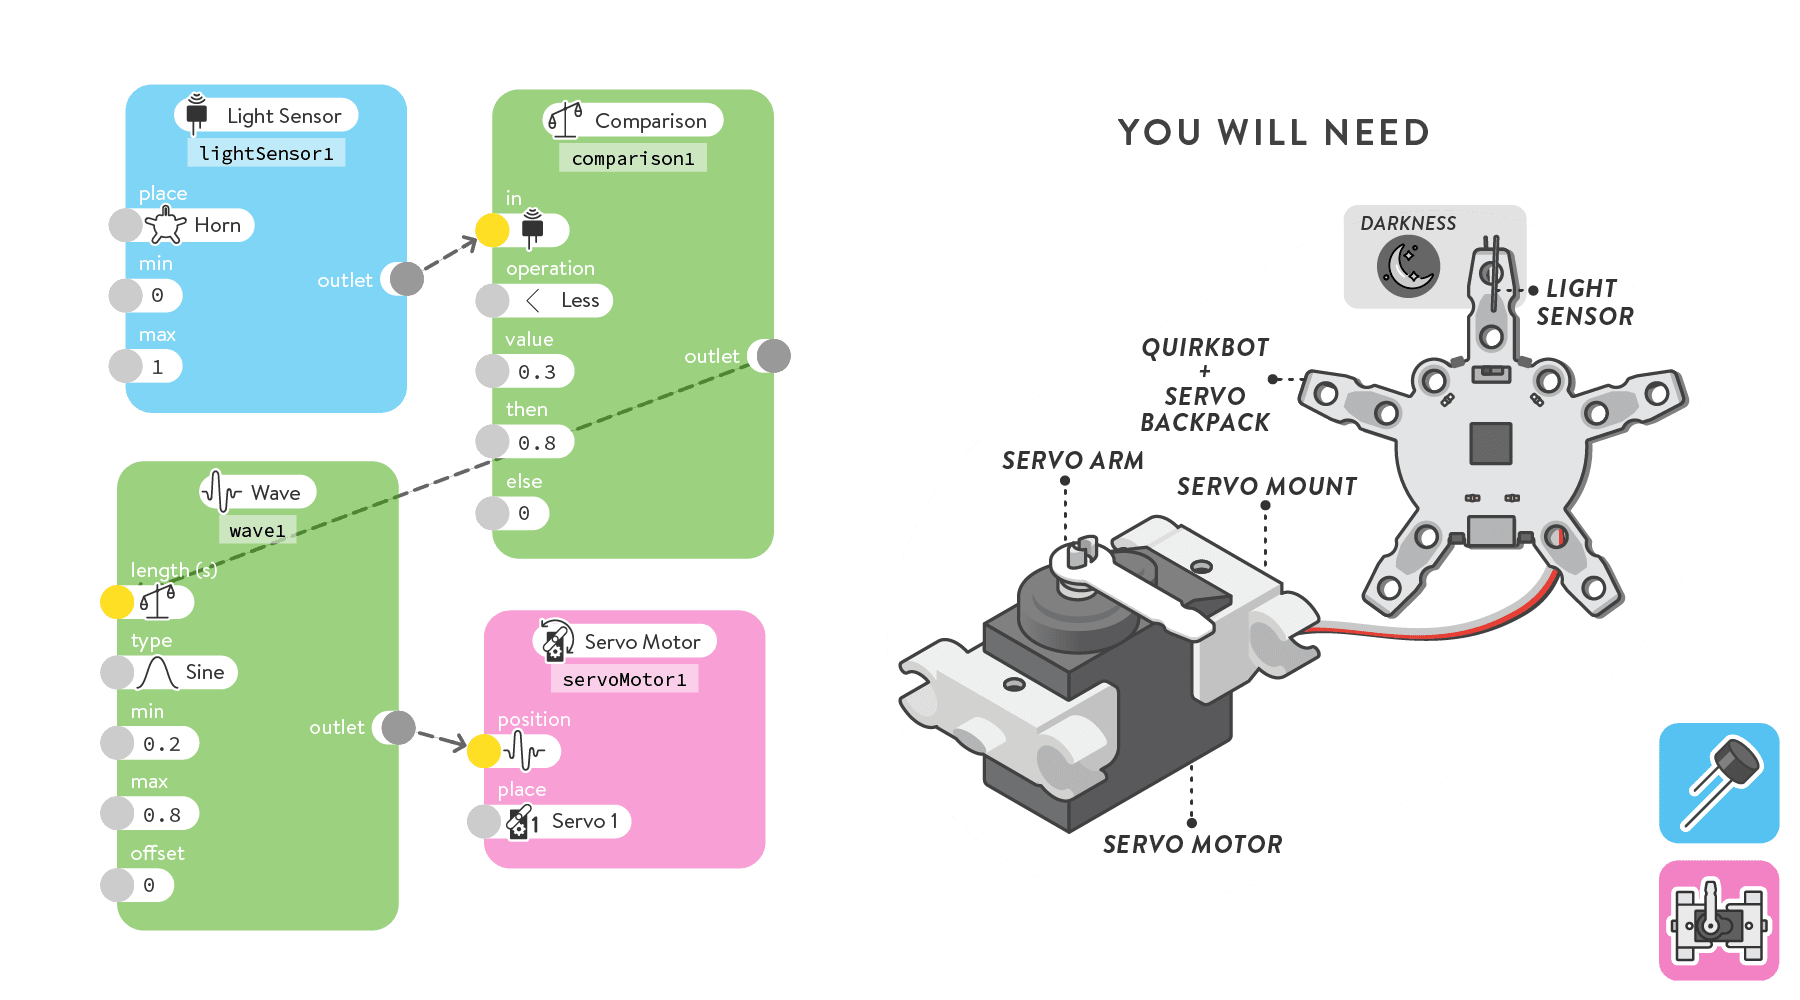 Light Sensor
lightSensor1
place
Horn
min
0
max
1
outlet
Comparison
comparison1
in
operation
< Less
value
0.3
then
0.8
else
0
outlet
Wave
wave1
length (s)
type
Sine
min
0.2
max
0.8
offset
0
outlet
Servo Motor
servoMotor1
position
place
1 Servo 1
YOU WILL NEED
DARKNESS
LIGHT
SENSOR
QUIRKBOT
+
SERVO
BACKPACK
SERVO ARM
SERVO MOUNT
SERVO MOTOR